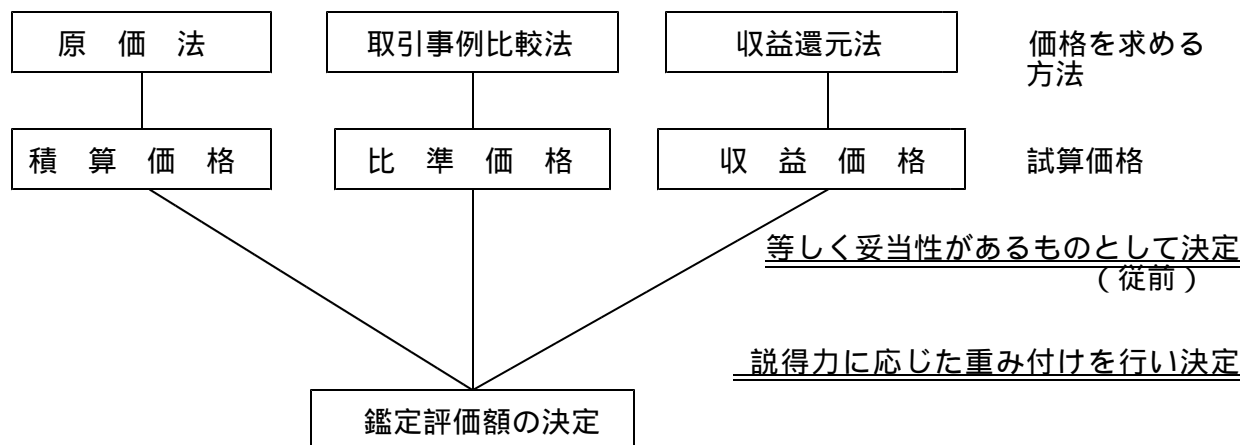 原 価 法
取引事例比較法
収益還元法
価格を求める
方法
積 算 価 格
比 準 価 格
収 益 価 格
試算価格
等しく妥当性があるものとして決定
(従前)
説得力に応じた重み付けを行い決定
鑑定評価額の決定